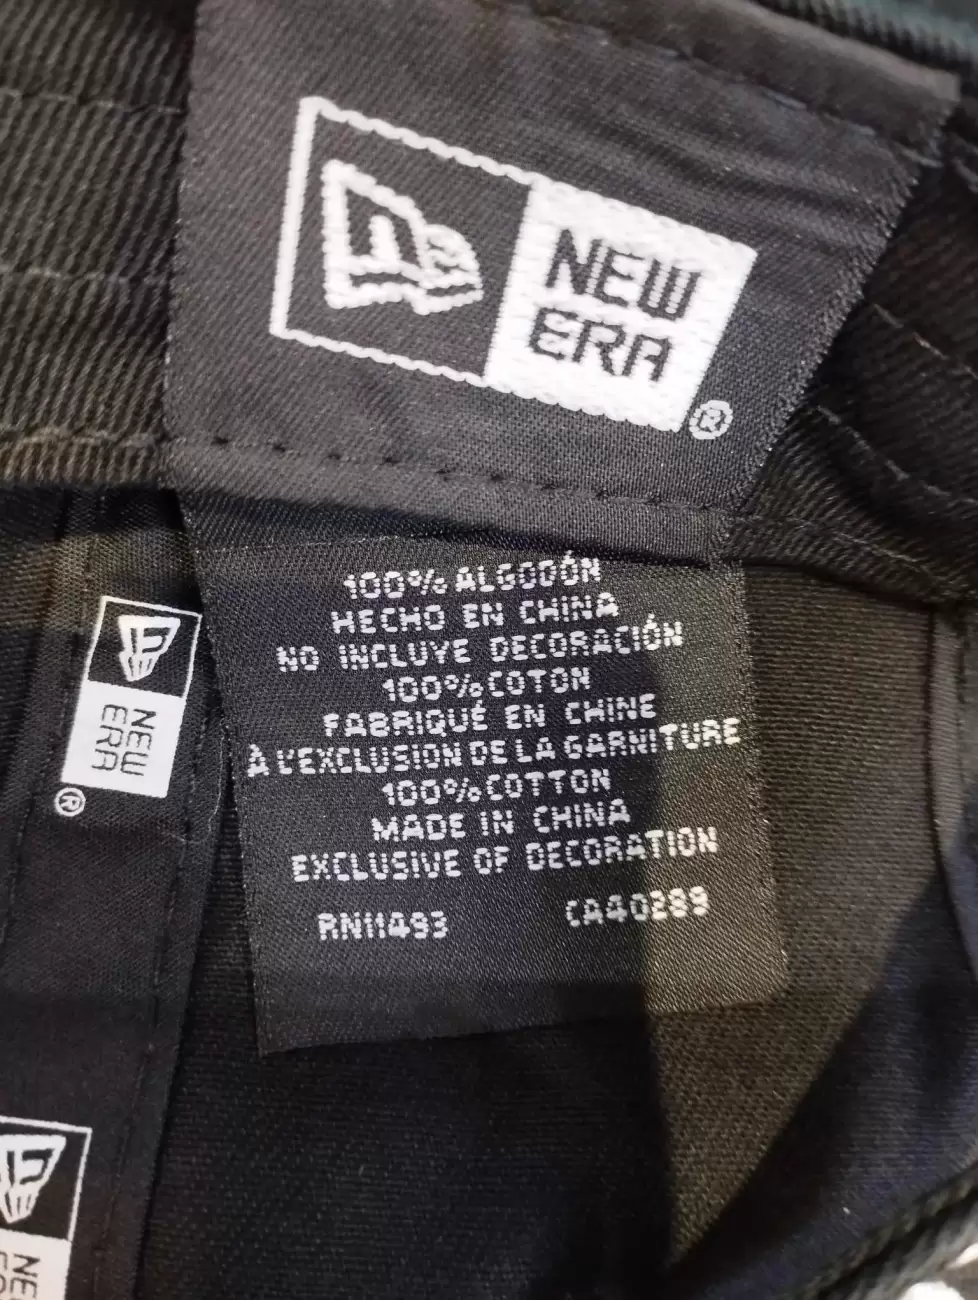 NEW
ERA
®
100% ALGODÓN
HECHO EN CHINA
NO INCLUYE DECORACIÓN
100% COTON
FABRIQUÉ EN CHINE
À L'EXCLUSION DE LA GARNITURE
100% COTTON
MADE IN CHINA
EXCLUSIVE OF DECORATION
RN11493 CA40289
NEW
ERA
®